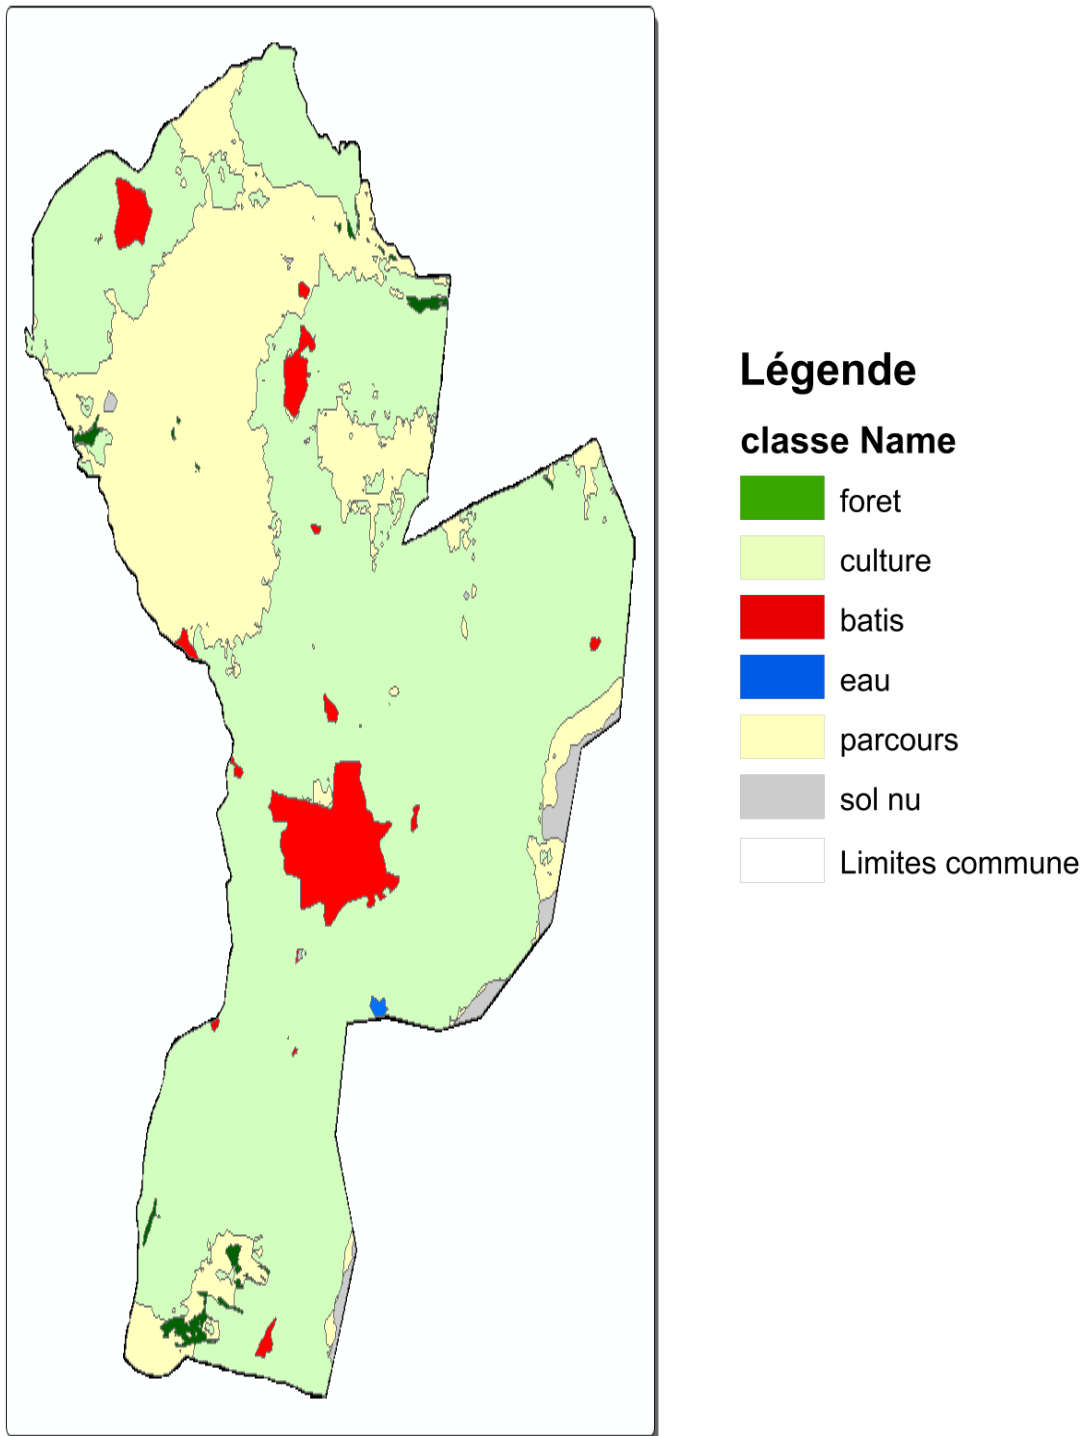 Légende
classe Name
foret
culture
batis
eau
parcours
sol nu
Limites commune